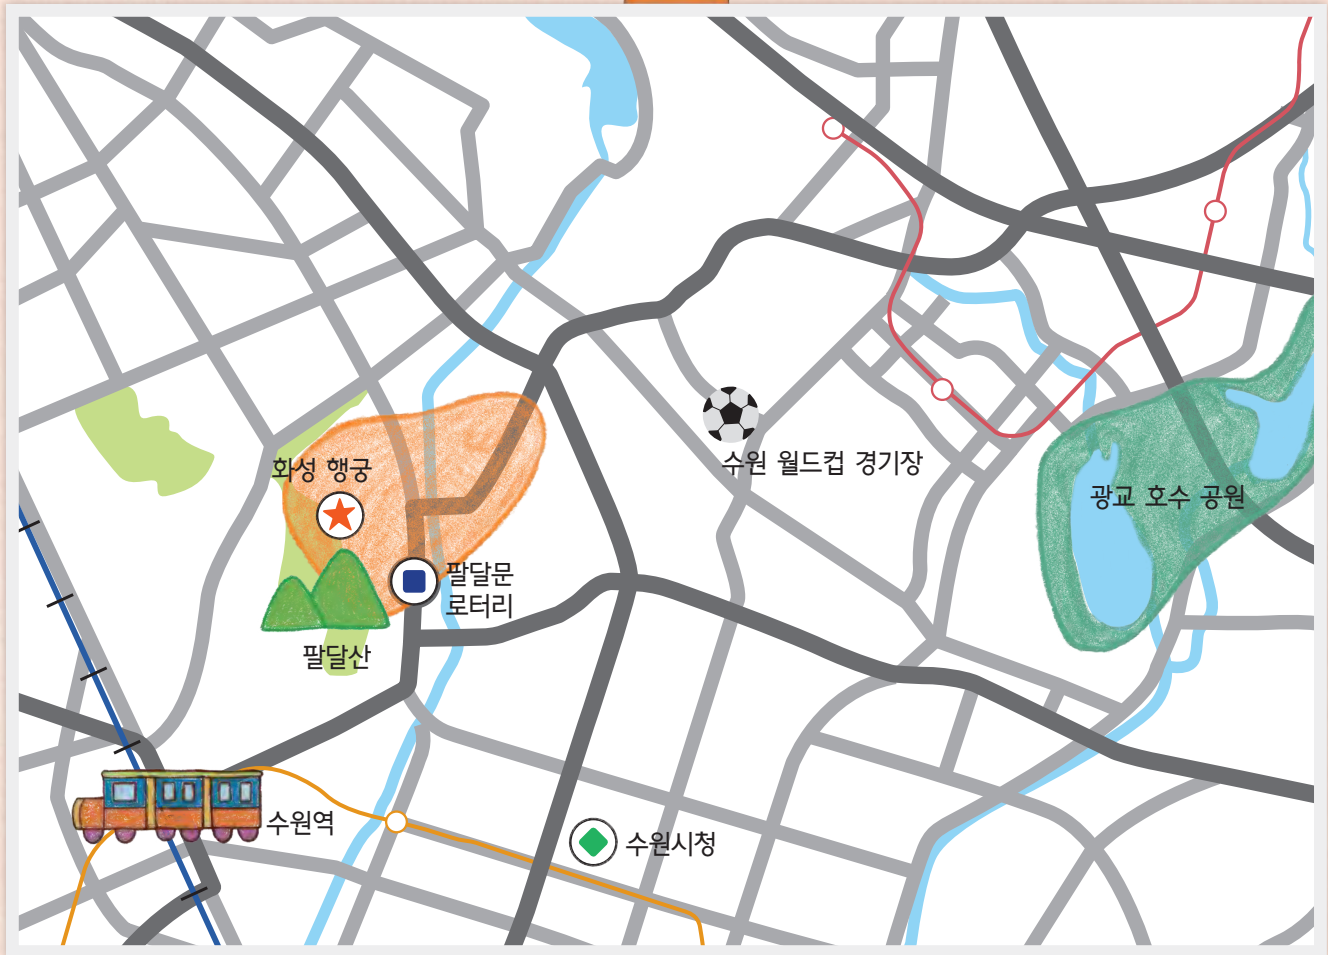 수원 월드컵 경기장
화성 행궁
광교 호수 공원
팔달문
로터리
팔달산
수원역
수원시청